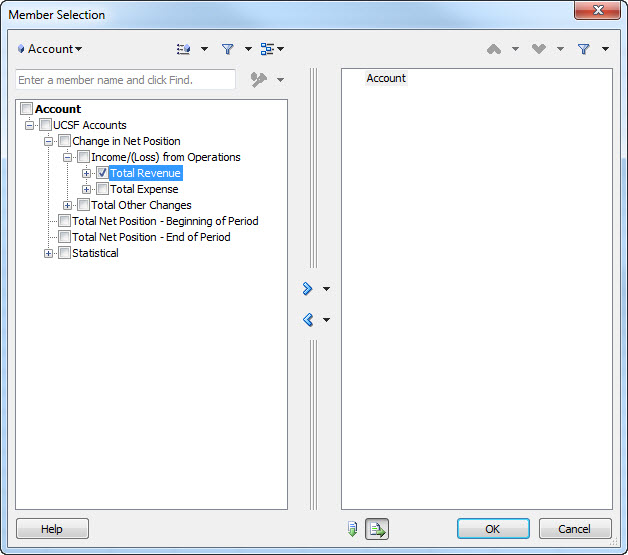 Member Selection
Account
Enter a member name and click Find.
Account
UCSF Accounts
Change in Net Position
Income/(Loss) from Operations
Total Revenue
Total Expense
Total Other Changes
Total Net Position - Beginning of Period
Total Net Position - End of Period
Statistical
Account
Help
OK
Cancel